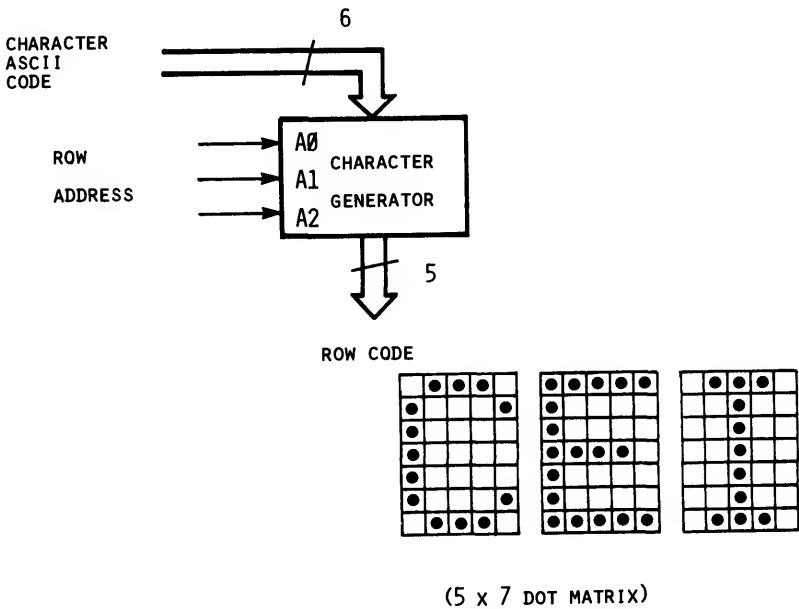 6
CHARACTER
ASCII
CODE
ROW
ADDRESS
A0
A1
A2
CHARACTER
GENERATOR
5
ROW CODE
(5 x 7 DOT MATRIX)